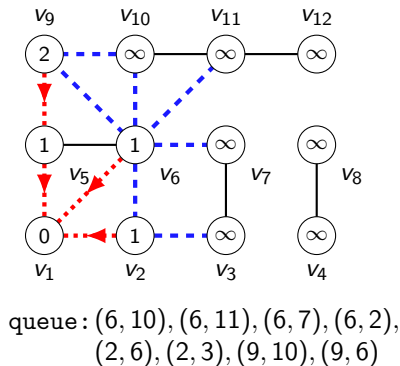 v₉ v₁₀ v₁₁ v₁₂
2 ∞ ∞ ∞
1 1 ∞ ∞
v₅ v₆ v₇ v₈
0 1 ∞ ∞
v₁ v₂ v₃ v₄
queue: (6, 10), (6, 11), (6, 7), (6, 2),
(2, 6), (2, 3), (9, 10), (9, 6)